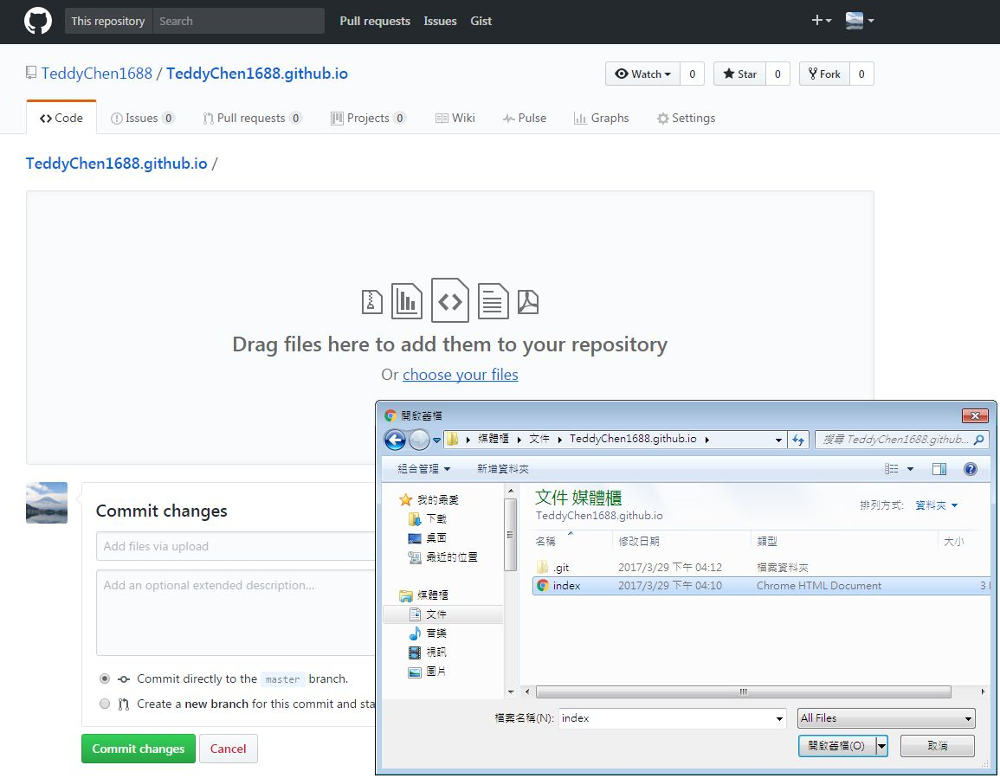 This repository Search Pull requests Issues Gist
TeddyChen1688 / TeddyChen1688.github.io
Watch 0 Star 0 Fork 0
Code Issues 0 Pull requests 0 Projects 0 Wiki Pulse Graphs Settings
TeddyChen1688.github.io /
Drag files here to add them to your repository
Or choose your files
Commit changes
Add files via upload
Add an optional extended description...
Commit directly to the master branch.
Create a new branch for this commit and sta
Commit changes Cancel
開啟舊檔
媒體櫃 文件 TeddyChen1688.github.io
搜尋 TeddyChen1688.github...
組合管理 新增資料夾
我的最愛
下載
桌面
最近的位置
媒體櫃
文件
音樂
視訊
圖片
文件 媒體櫃
TeddyChen1688.github.io
排列方式: 資料夾
名稱 修改日期 類型 大小
.git 2017/3/29 下午 04:12 檔案資料夾
index 2017/3/29 下午 04:10 Chrome HTML Document 3
檔案名稱(N): index All Files
開啟舊檔(O) 取消